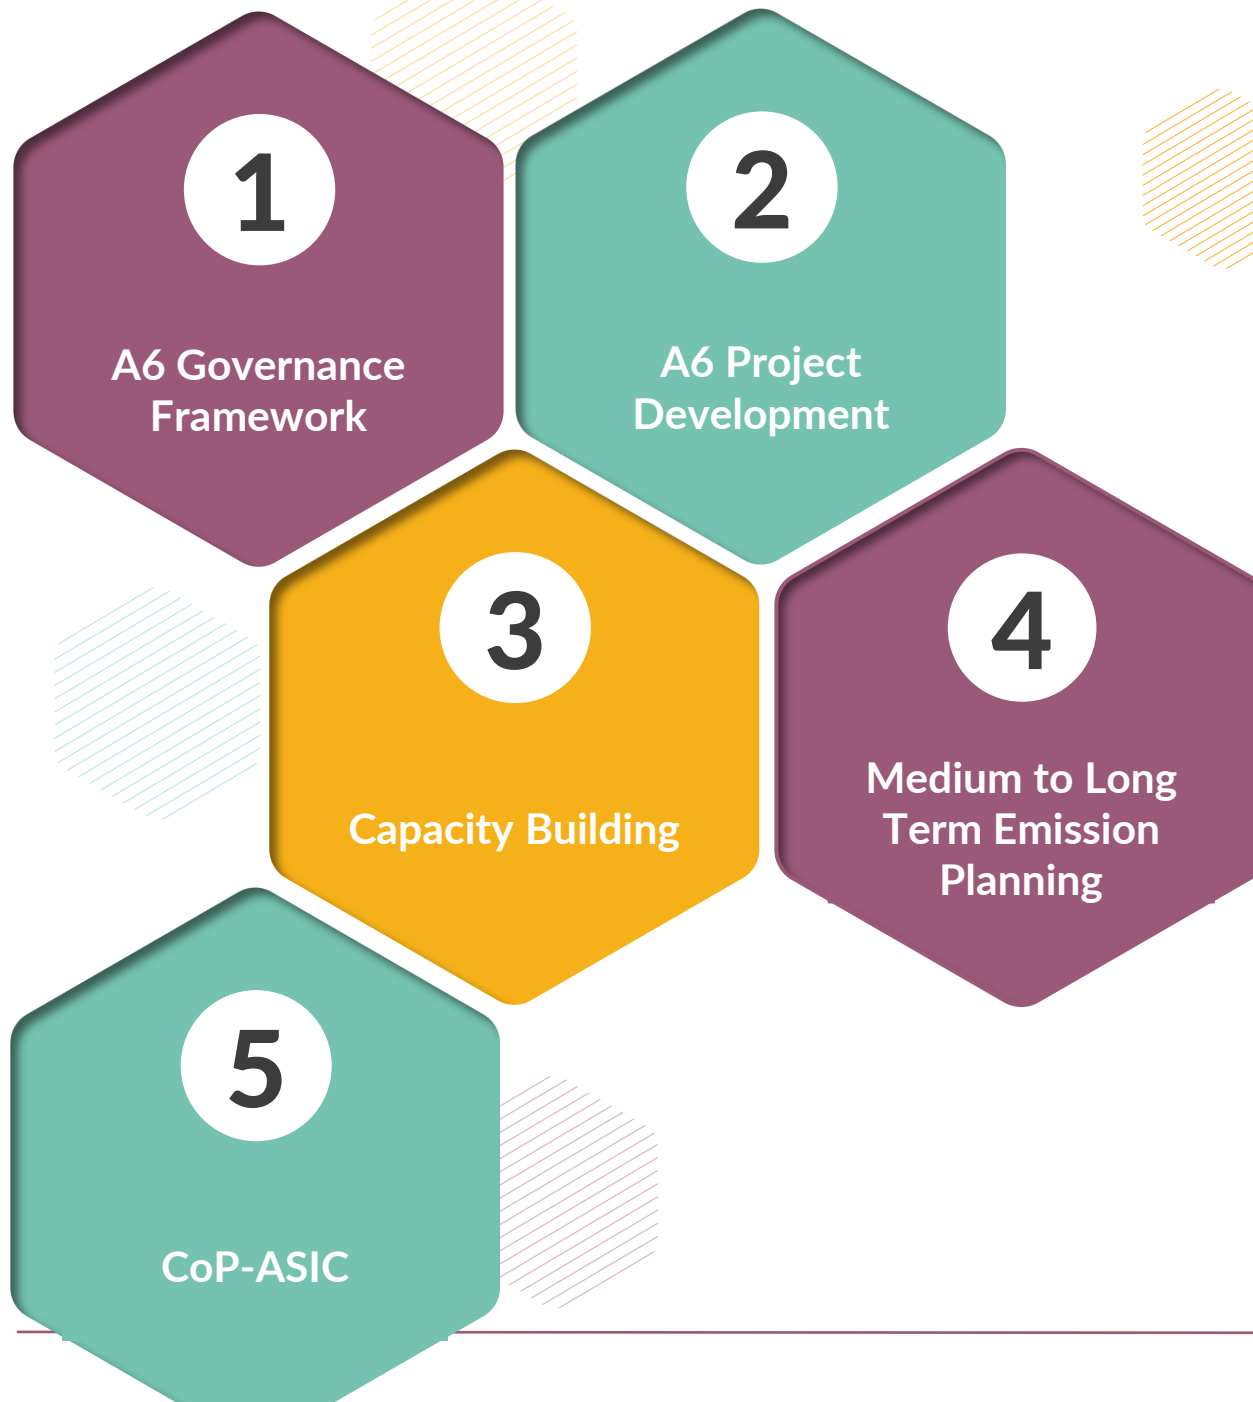 1
A6 Governance
Framework
2
A6 Project
Development
3
Capacity Building
4
Medium to Long
Term Emission
Planning
5
CoP-ASIC